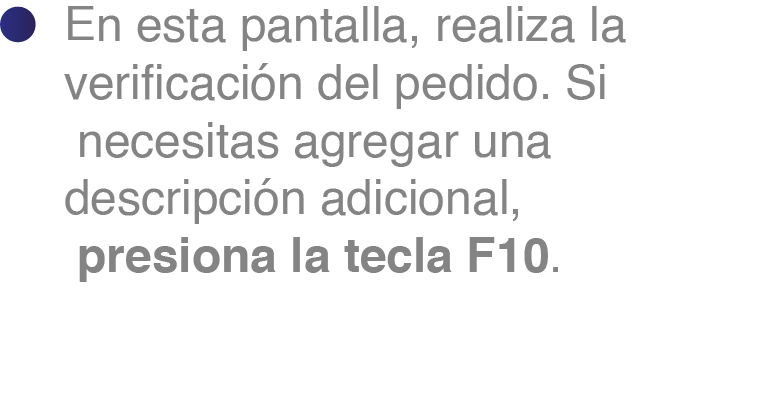 En esta pantalla, realiza la
verificación del pedido. Si
necesitas agregar una
descripción adicional,
presiona la tecla F10.